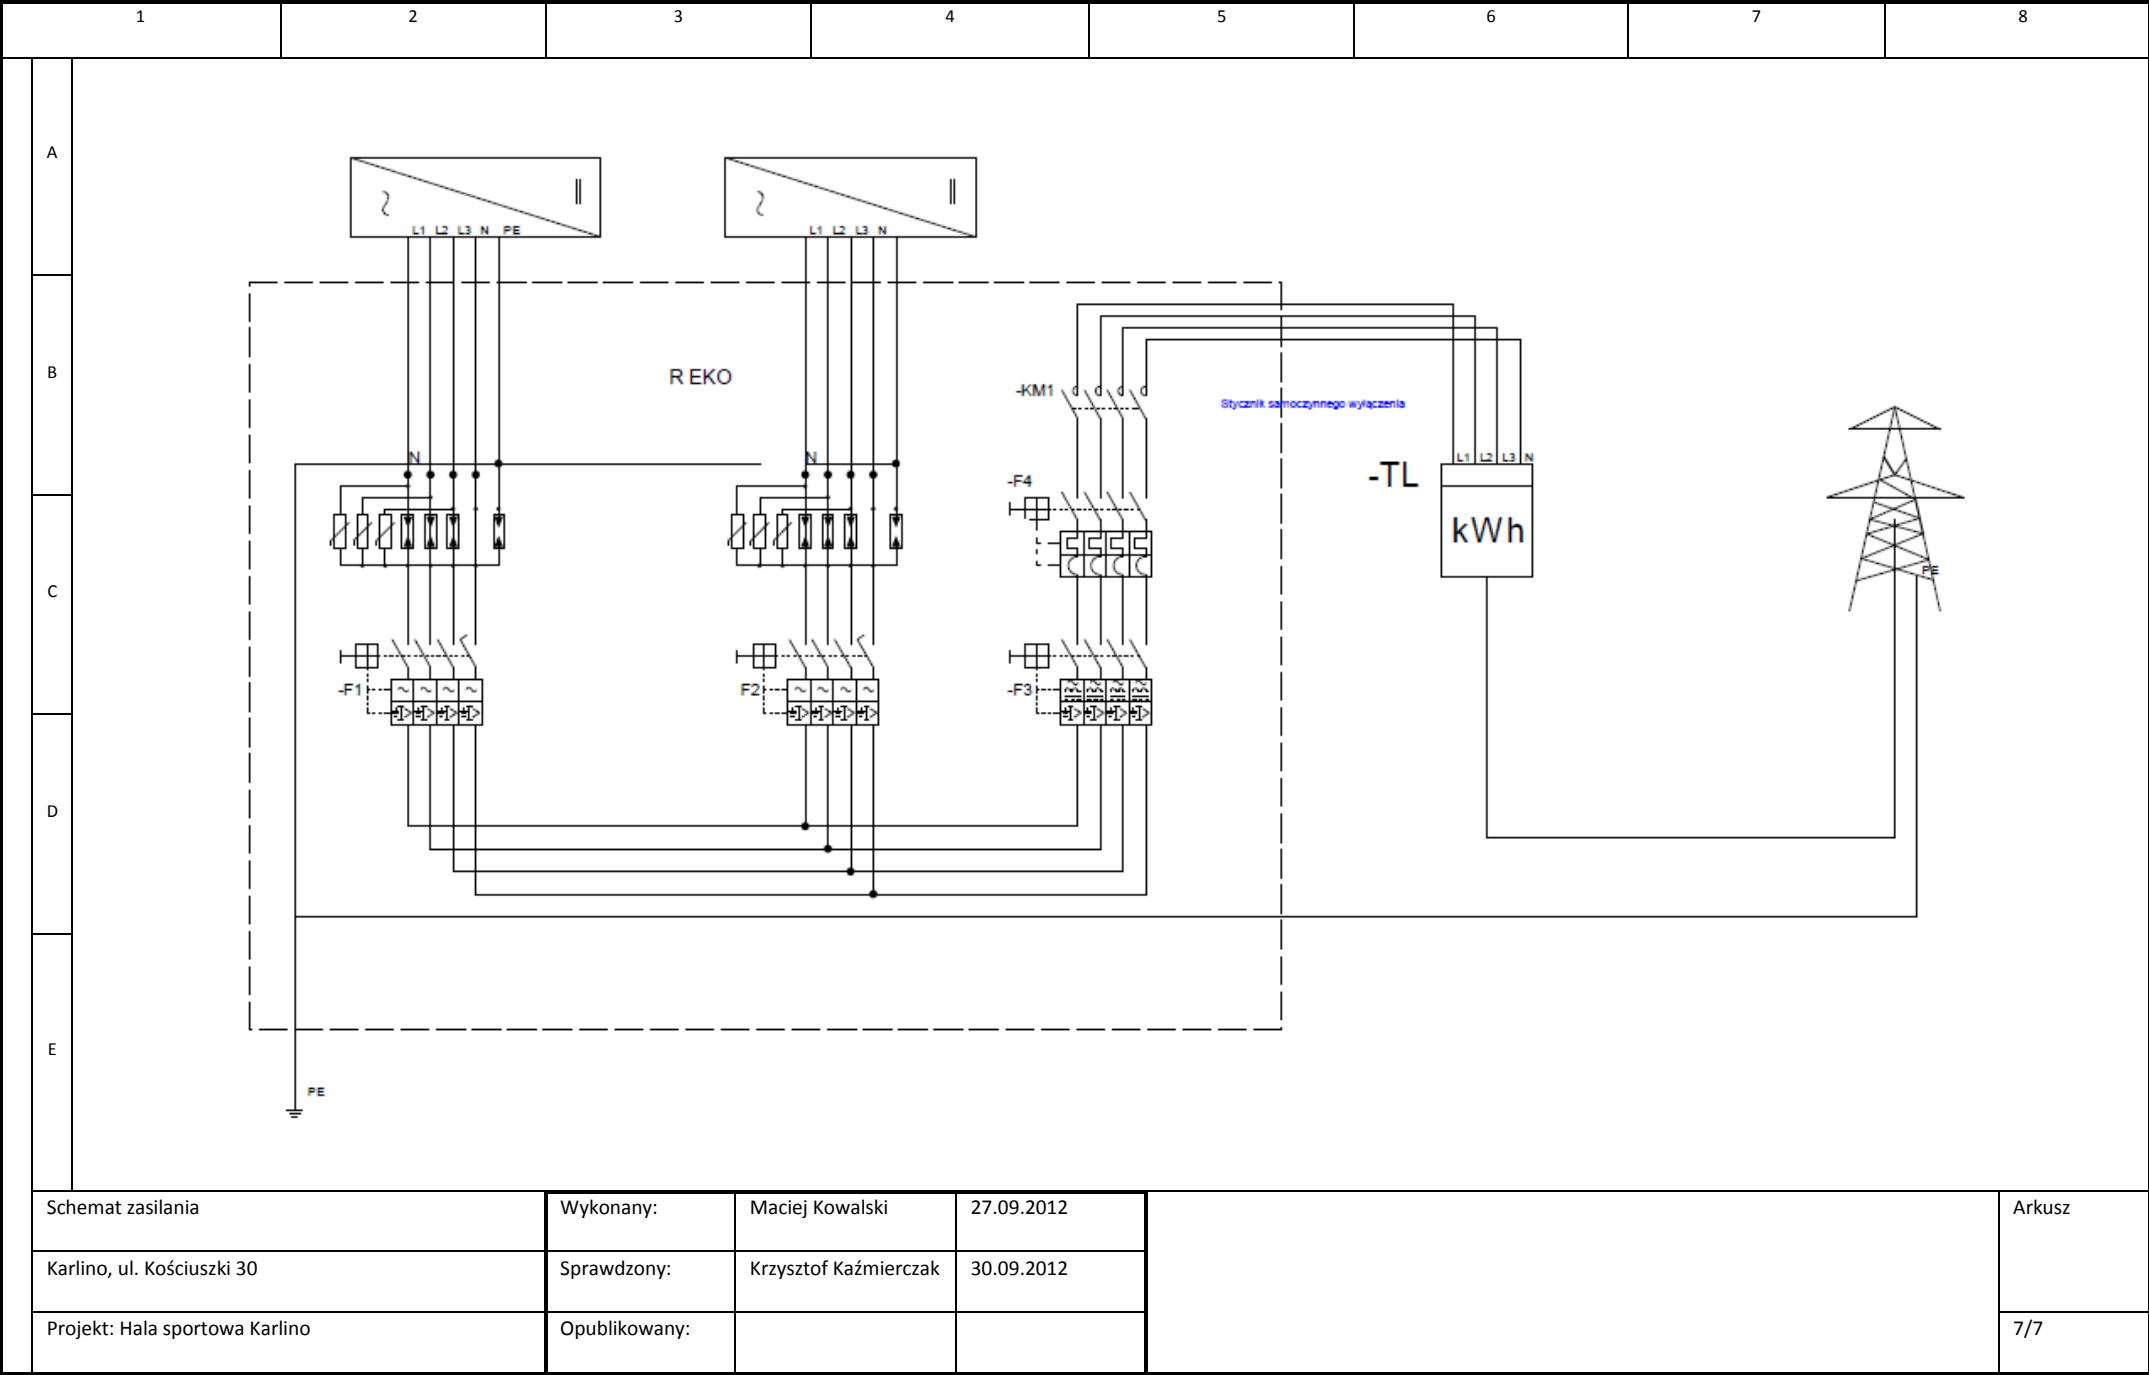 1 2 3 4 5 6 7 8
A
L1 L2 L3 N PE
L1 L2 L3 N
B
R EKO
-KM1
Stycznik samoczynnego wyłączenia
N
N
L1 L2 L3 N
-TL
-F4
kWh
C
PE
-F1
F2
-F3
D
E
PE
Schemat zasilania
Wykonany: Maciej Kowalski 27.09.2012
Arkusz
Karlino, ul. Kościuszki 30
Sprawdzony: Krzysztof Kaźmierczak 30.09.2012
Projekt: Hala sportowa Karlino
Opublikowany:
7/7